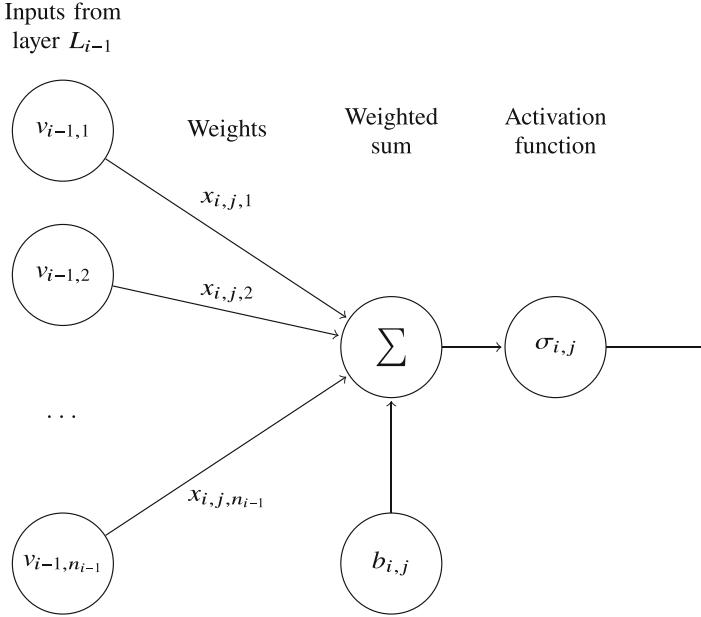 Inputs from
layer L_{i−1}
v_{i−1,1}
Weights
Weighted
sum
Activation
function
x_{i,j,1}
v_{i−1,2}
x_{i,j,2}
∑
σ_{i,j}
...
x_{i,j,n_{i−1}}
v_{i−1,n_{i−1}}
b_{i,j}